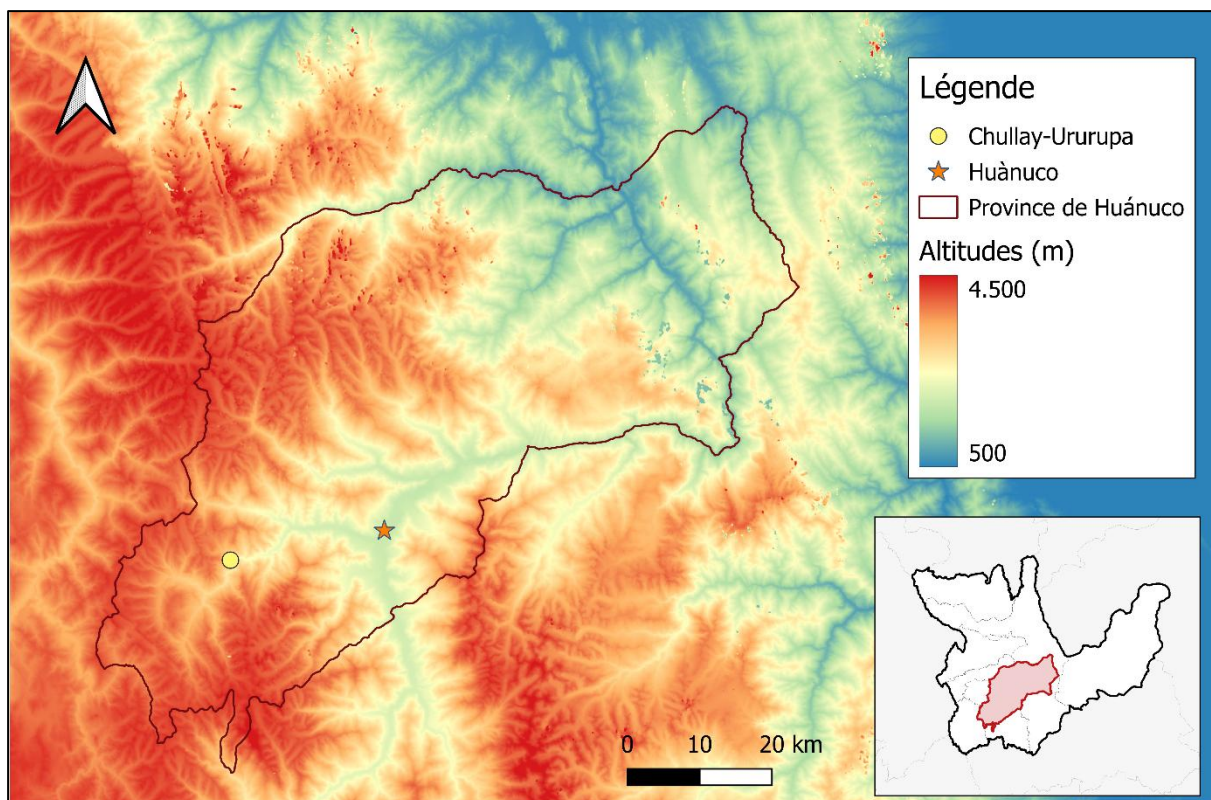 Légende
Chullay-Ururupa
Huànuco
Province de Huánuco
Altitudes (m)
4.500
500
0 10 20 km